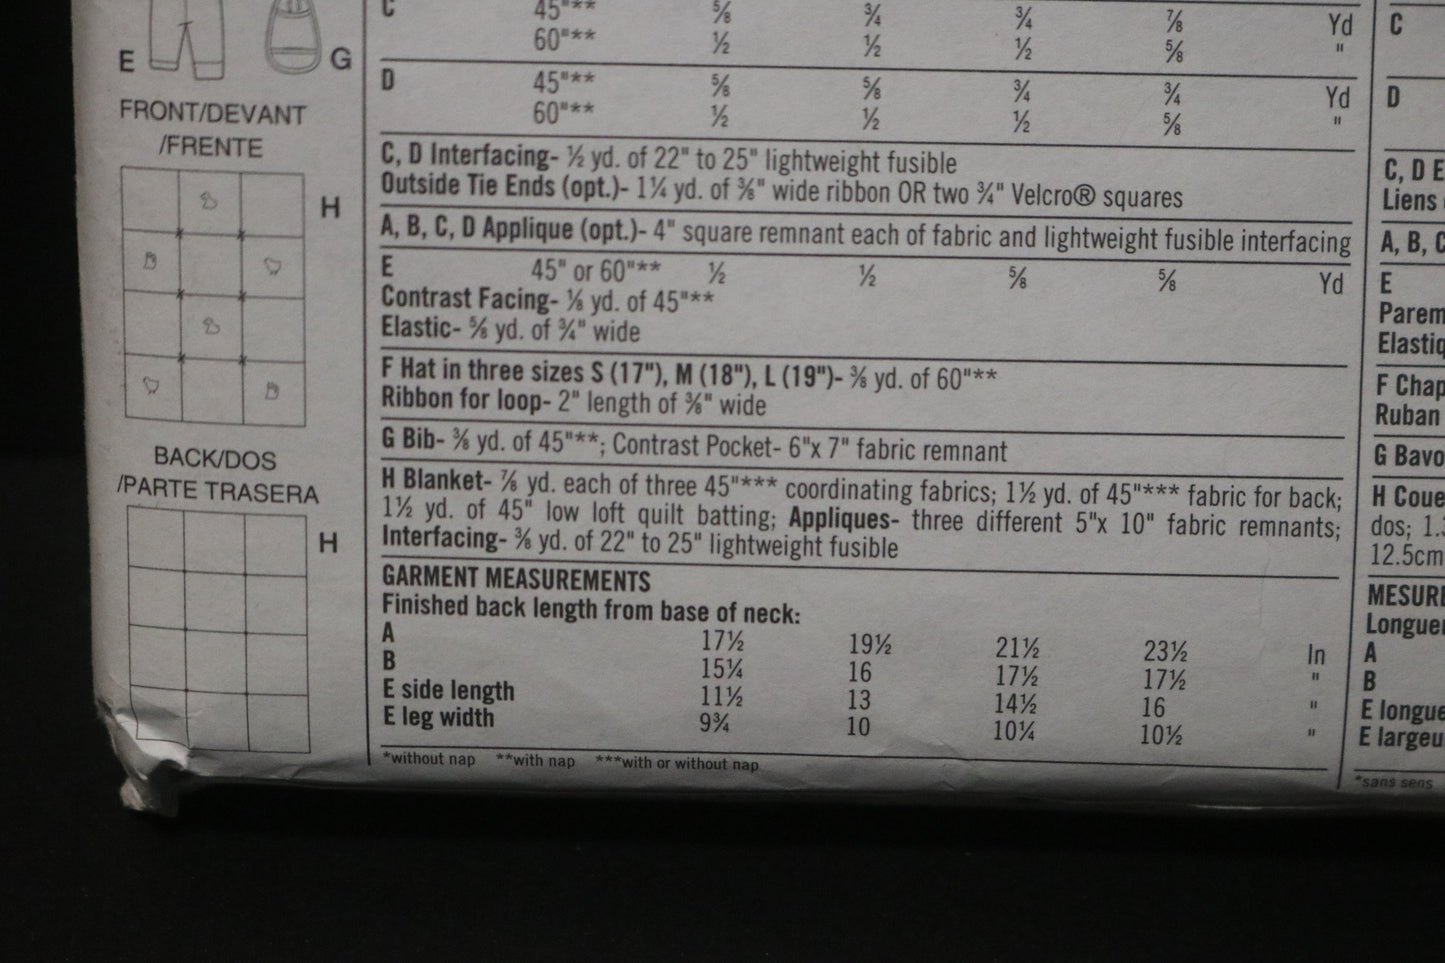 C 45"** ⅝ ¾ ¾ ⅞ Yd
60"** ½ ½ ½ ⅝ "
D 45"** ⅝ ⅝ ¾ ¾ Yd
60"** ½ ½ ½ ⅝ "
C, D Interfacing- ½ yd. of 22" to 25" lightweight fusible
Outside Tie Ends (opt.)- 1¼ yd. of ⅜" wide ribbon OR two ¾" Velcro® squares
A, B, C, D Applique (opt.)- 4" square remnant each of fabric and lightweight fusible interfacing
E 45" or 60"** ½ ½ ⅝ ⅝ Yd
Contrast Facing- ⅛ yd. of 45"**
Elastic- ⅝ yd. of ¾" wide
F Hat in three sizes S (17"), M (18"), L (19")- ⅜ yd. of 60"**
Ribbon for loop- 2" length of ⅜" wide
G Bib- ⅜ yd. of 45"**; Contrast Pocket- 6"x 7" fabric remnant
H Blanket- ⅞ yd. each of three 45"*** coordinating fabrics; 1½ yd. of 45"*** fabric for back;
1½ yd. of 45" low loft quilt batting; Appliques- three different 5"x 10" fabric remnants;
Interfacing- ⅜ yd. of 22" to 25" lightweight fusible
GARMENT MEASUREMENTS
Finished back length from base of neck:
A 17½ 19½ 21½ 23½ In
B 15¼ 16 17½ 17½ "
E side length 11½ 13 14½ 16 "
E leg width 9¾ 10 10¼ 10½ "
*without nap **with nap ***with or without nap
E G
FRONT/DEVANT
/FRENTE
H
BACK/DOS
/PARTE TRASERA
H
C
D
C, D E
Liens
A, B, C
E
Parem
Elastiq
F Chap
Ruban
G Bavo
H Coue
dos; 1.
12.5cm
MESURE
Longueu
A
B
E longue
E largeu
*sans sens